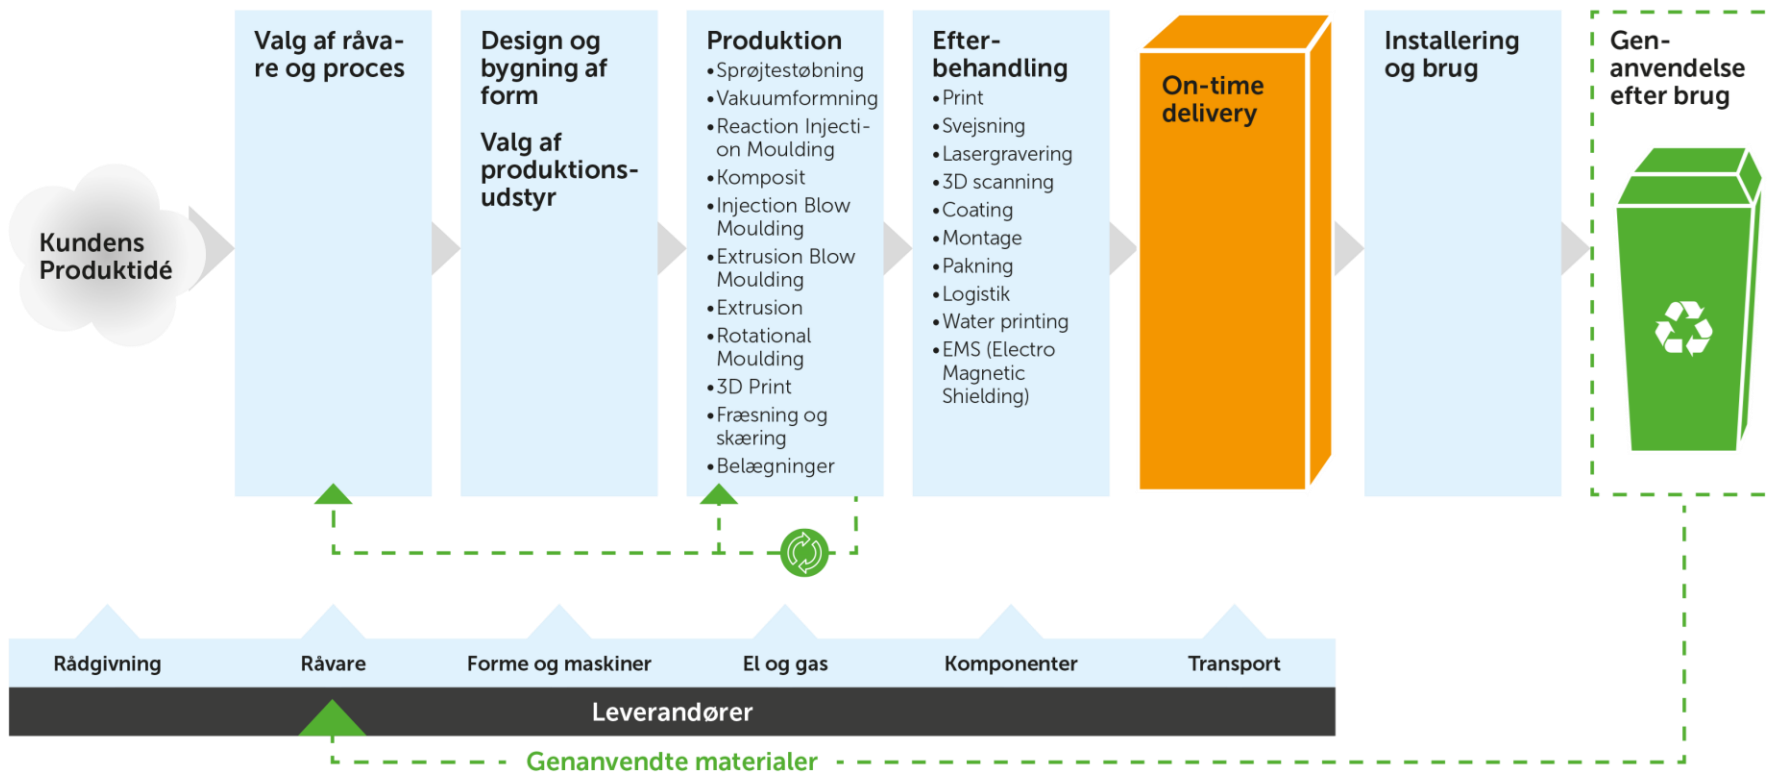 Kundens
Produktidé
Valg af råva-
re og proces
Design og
bygning af
form
Valg af
produktions-
udstyr
Produktion
•Sprøjtestøbning
•Vakuumformning
•Reaction Injecti-
on Moulding
•Komposit
•Injection Blow
Moulding
•Extrusion Blow
Moulding
•Extrusion
•Rotational
Moulding
•3D Print
•Fræsning og
skæring
•Belægninger
Efter-
behandling
•Print
•Svejsning
•Lasergravering
•3D scanning
•Coating
•Montage
•Pakning
•Logistik
•Water printing
•EMS (Electro
Magnetic
Shielding)
On-time
delivery
Installering
og brug
Gen-
anvendelse
efter brug
Rådgivning
Råvare
Forme og maskiner
El og gas
Komponenter
Transport
Leverandører
Genanvendte materialer